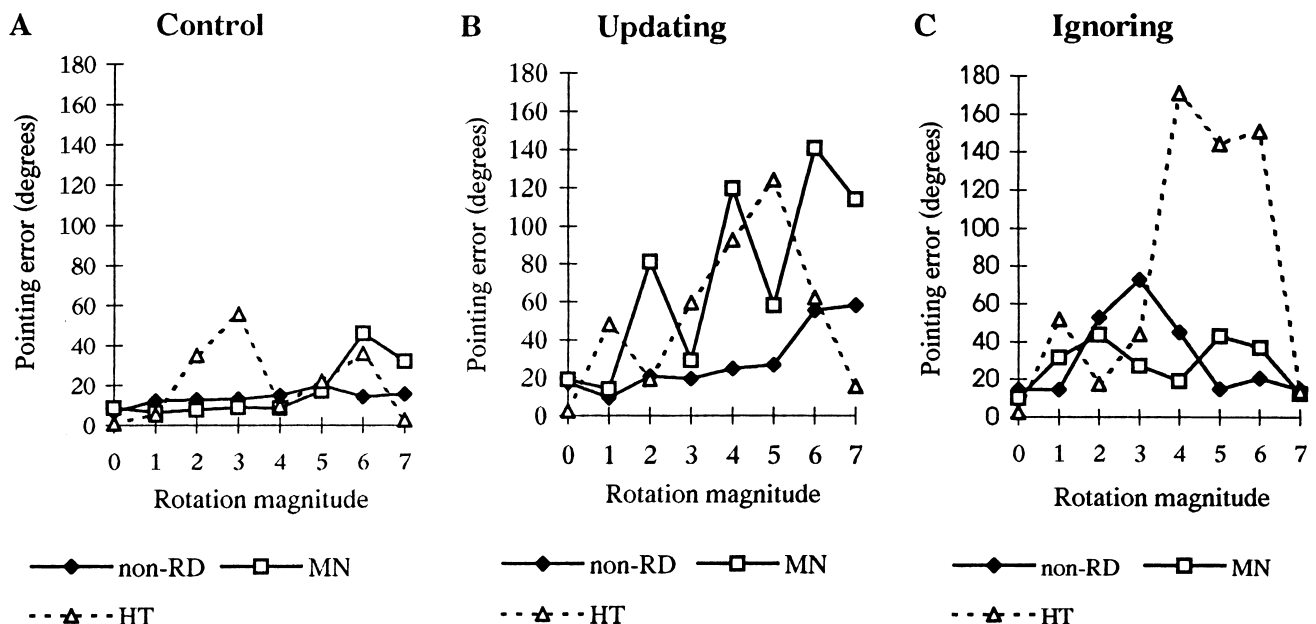 A Control
180
160
140
120
100
80
60
40
20
0
Pointing error (degrees)
0 1 2 3 4 5 6 7
Rotation magnitude
non-RD MN
HT
B Updating
180
160
140
120
100
80
60
40
20
0
Pointing error (degrees)
0 1 2 3 4 5 6 7
Rotation magnitude
non-RD MN
HT
C Ignoring
180
160
140
120
180
80
60
40
20
0
Pointing error (degrees)
0 1 2 3 4 5 6 7
Rotation magnitude
non-RD MN
HT